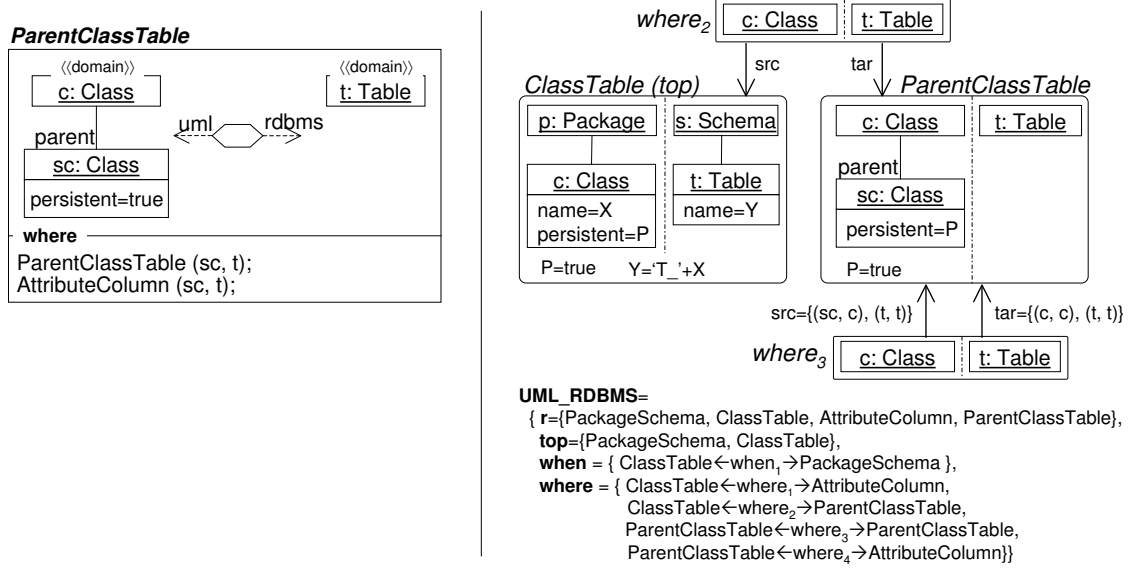 ParentClassTable
⟨⟨domain⟩⟩
c: Class
⟨⟨domain⟩⟩
t: Table
parent
uml
rdbms
sc: Class
persistent=true
where
ParentClassTable (sc, t);
AttributeColumn (sc, t);
where₂
c: Class
t: Table
src
tar
ClassTable (top)
p: Package
s: Schema
c: Class
name=X
persistent=P
t: Table
name=Y
P=true
Y='T_'+X
ParentClassTable
c: Class
t: Table
parent
sc: Class
persistent=P
P=true
src={(sc, c), (t, t)}
tar={(c, c), (t, t)}
where₃
c: Class
t: Table
UML_RDBMS=
{ r={PackageSchema, ClassTable, AttributeColumn, ParentClassTable},
top={PackageSchema, ClassTable},
when = { ClassTable←when₁→PackageSchema },
where = { ClassTable←where₁→AttributeColumn,
ClassTable←where₂→ParentClassTable,
ParentClassTable←where₃→ParentClassTable,
ParentClassTable←where₄→AttributeColumn}}